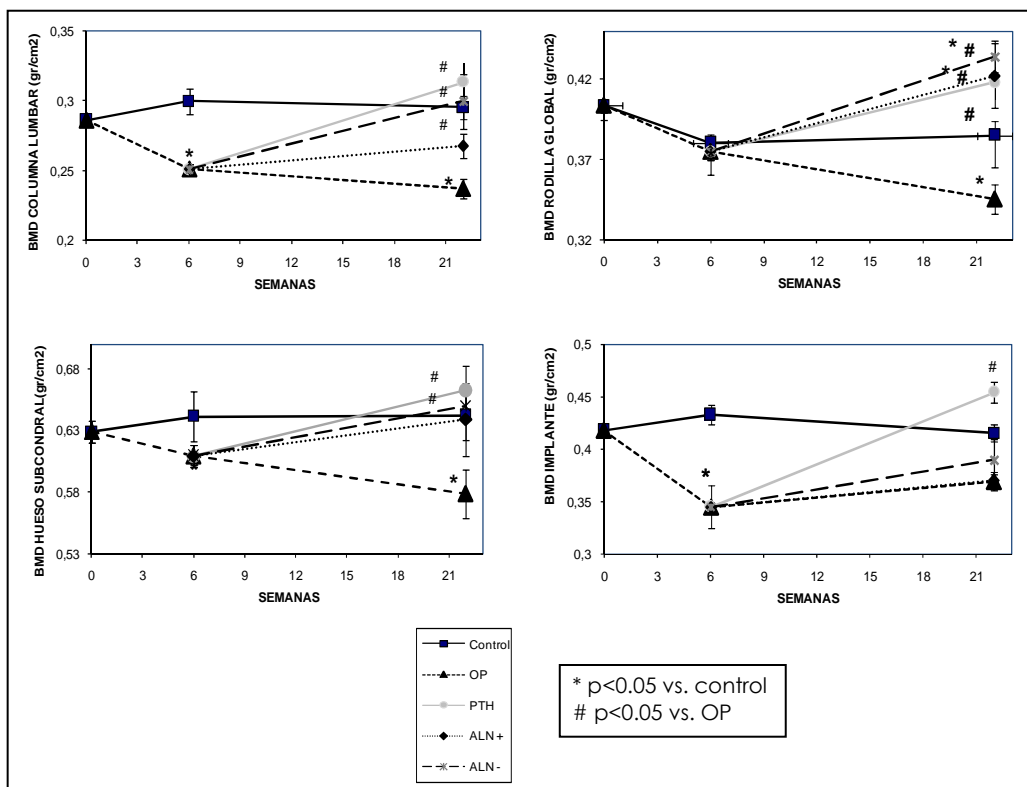 BMD COLUMNA LUMBAR (gr/cm2)
0,35
0,3
0,25
0,2
#
#
#
*
*
0 3 6 9 12 15 18 21
SEMANAS
BMD RODILLA GLOBAL (gr/cm2)
0,42
0,37
0,32
* #
* #
#
*
0 3 6 9 12 15 18 21
SEMANAS
BMD HUESO SUBCONDRAL(gr/cm2)
0,68
0,63
0,58
0,53
#
#
*
*
0 3 6 9 12 15 18 21
SEMANAS
BMD IMPLANTE (gr/cm2)
0,5
0,45
0,4
0,35
0,3
#
*
0 3 6 9 12 15 18 21
SEMANAS
Control
OP
PTH
ALN+
ALN-
* p<0.05 vs. control
# p<0.05 vs. OP